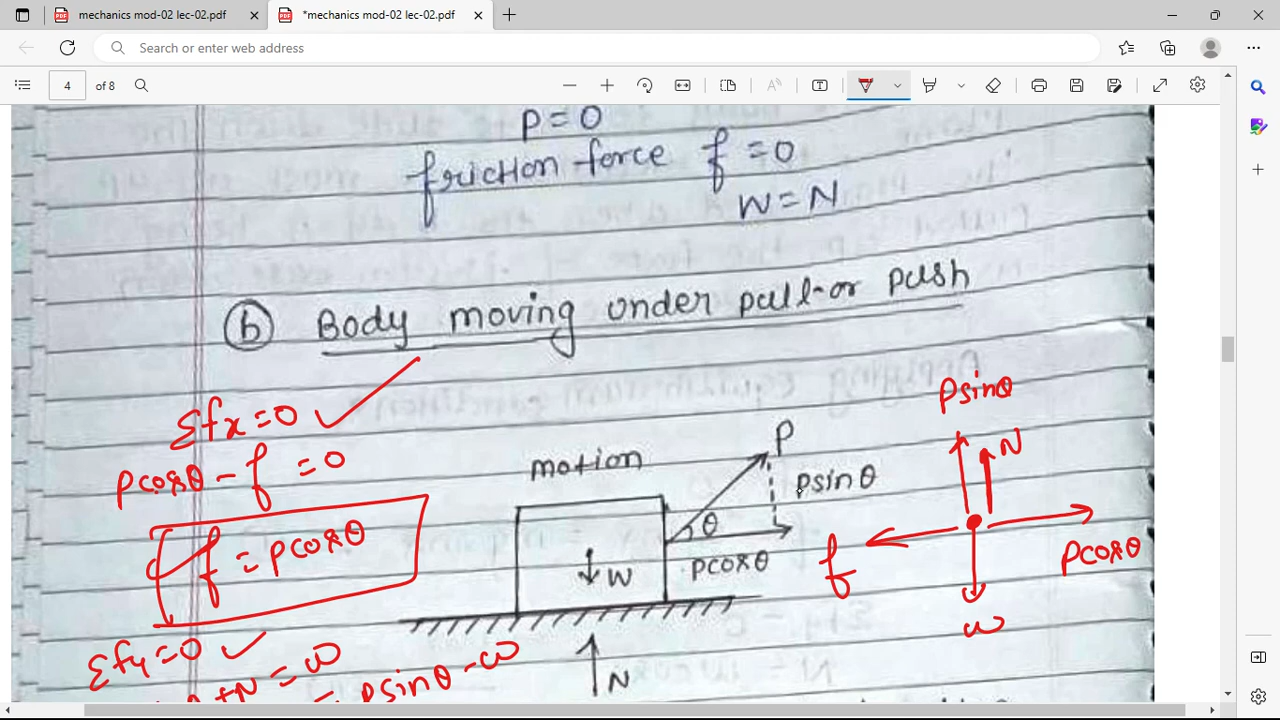 mechanics mod-02 lec-02.pdf
*mechanics mod-02 lec-02.pdf
Search or enter web address
4 of 8
P=0
friction force f=0
W=N
(b) Body moving under pull or push
Σfx=0 ✓
Pcosθ - f = 0
f = Pcosθ
Σfy=0 ✓
+N = w
= Psinθ - w
motion
P
Psinθ
θ
Pcosθ
W
N
Psinθ
N
f
Pcosθ
w